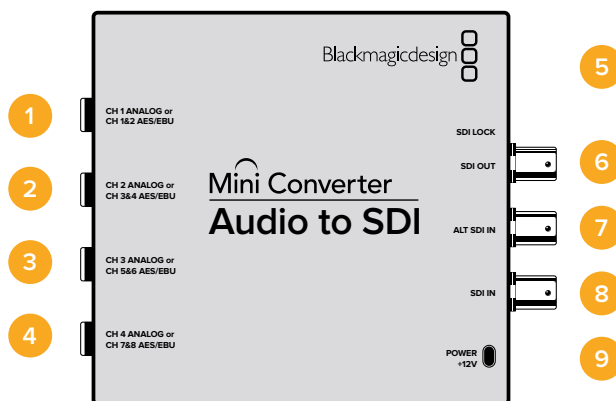 Blackmagicdesign
1
CH 1 ANALOG or
CH 1&2 AES/EBU
2
CH 2 ANALOG or
CH 3&4 AES/EBU
3
CH 3 ANALOG or
CH 5&6 AES/EBU
4
CH 4 ANALOG or
CH 7&8 AES/EBU
Mini Converter
Audio to SDI
5
SDI LOCK
6
SDI OUT
7
ALT SDI IN
8
SDI IN
9
POWER
+12V